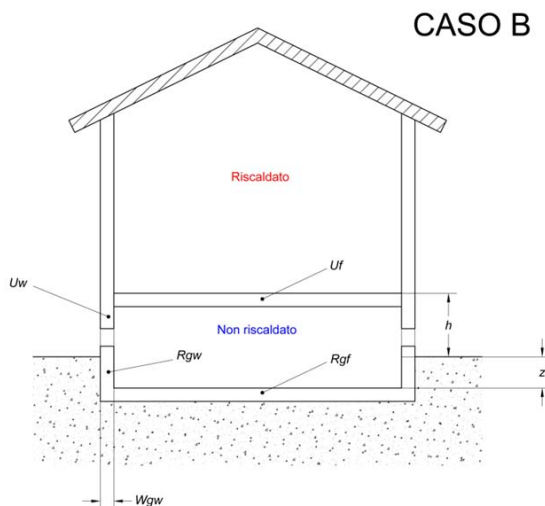 CASO B
Riscaldato
Uf
Uw
h
Non riscaldato
Rgw
Rgf
z
Wgw